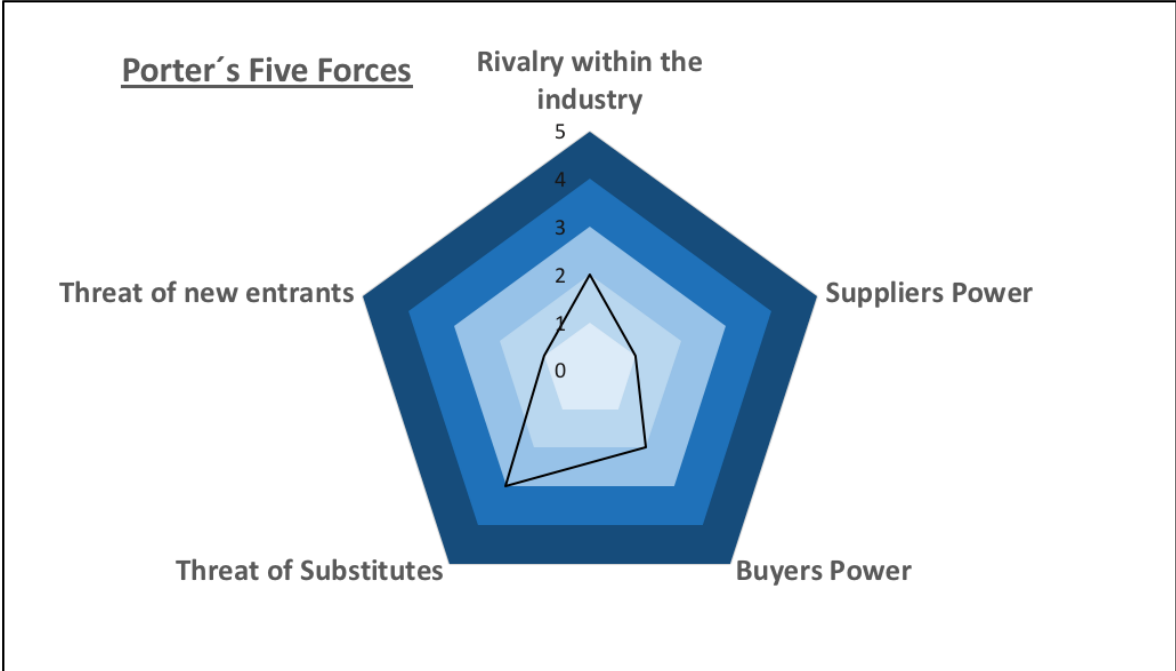 Porter´s Five Forces
Rivalry within the
industry
5
4
3
2
1
0
Threat of new entrants
Suppliers Power
Threat of Substitutes
Buyers Power